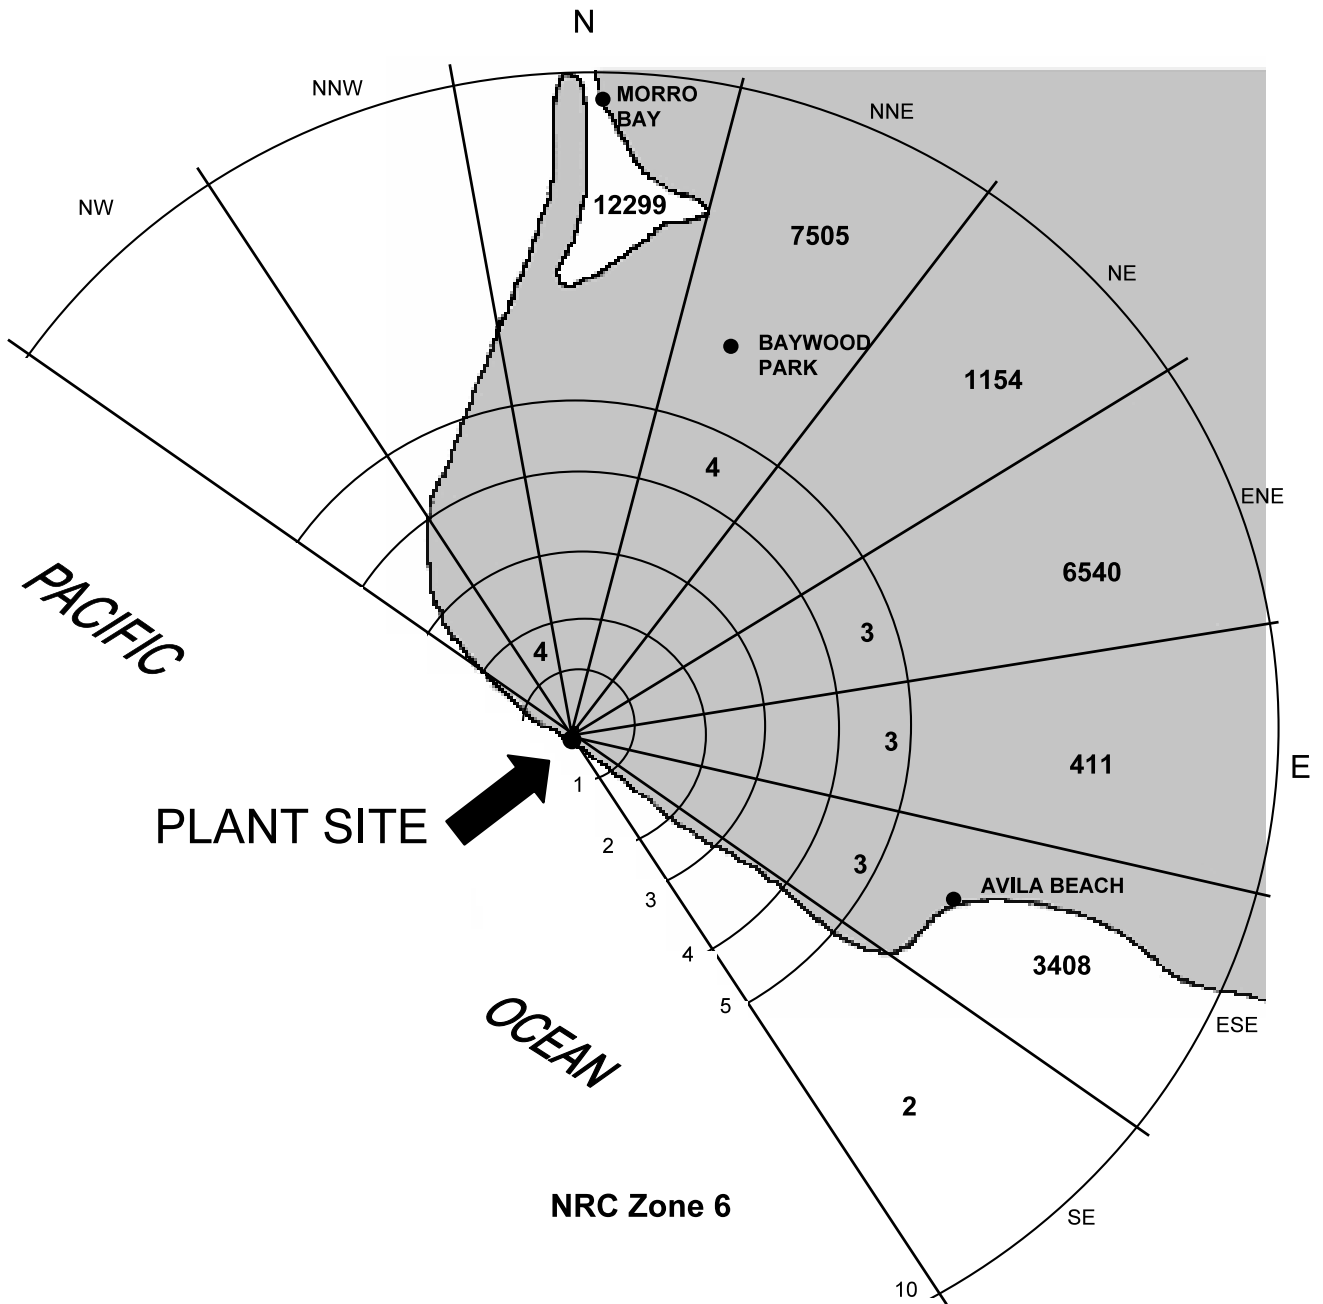 N
NNW
MORRO
BAY
NNE
NW
12299
7505
NE
BAYWOOD
PARK
1154
4
ENE
6540
3
PACIFIC
4
3
411
E
1
PLANT SITE
2
3
AVILA BEACH
3
4
3408
5
OCEAN
ESE
2
NRC Zone 6
SE
10